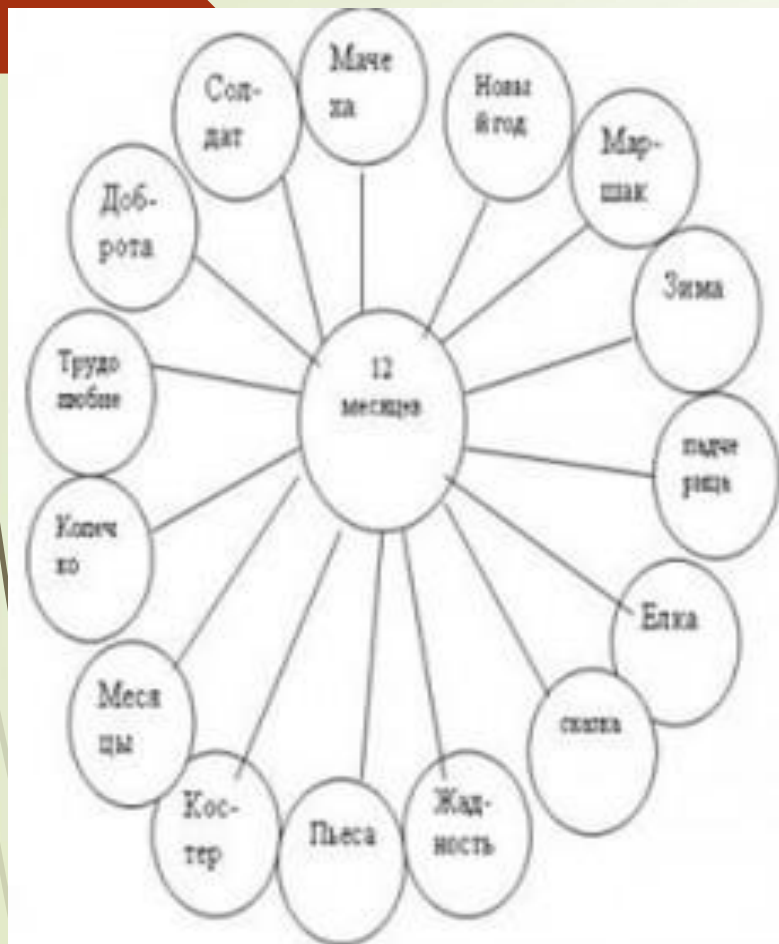 12
месяцев
Маче
ха
Новы
й год
Мар-
шак
Зима
падче
рица
Елка
сказка
Жад-
ность
Пьеса
Кос-
тер
Меся
цы
Колеч
ко
Трудо
любие
Доб-
рота
Сол-
дат